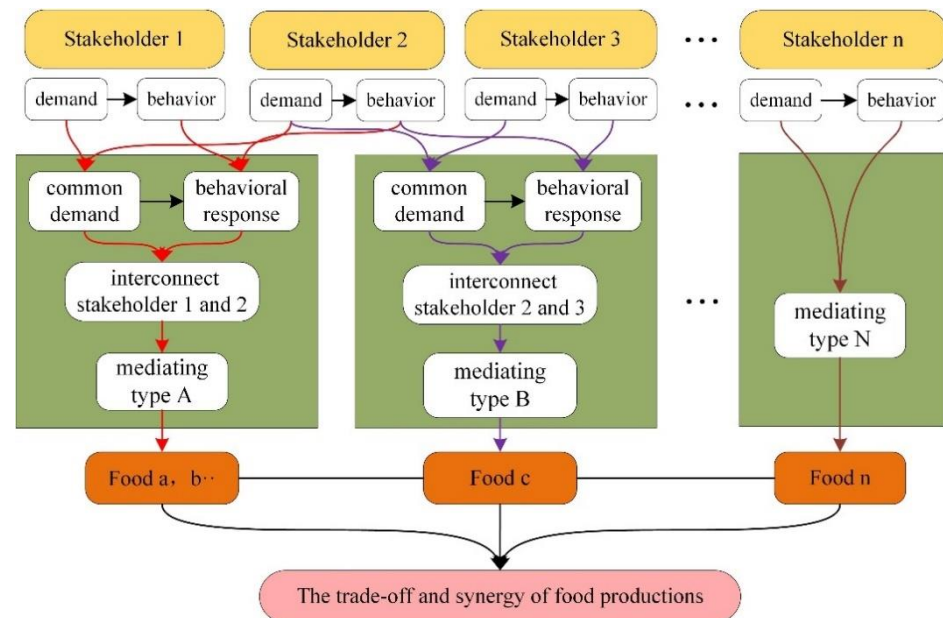 Stakeholder 1
Stakeholder 2
Stakeholder 3
...
Stakeholder n
demand
behavior
demand
behavior
demand
behavior
...
demand
behavior
common
demand
behavioral
response
interconnect
stakeholder 1 and 2
mediating
type A
common
demand
behavioral
response
interconnect
stakeholder 2 and 3
mediating
type B
...
mediating
type N
Food a，b··
Food c
Food n
The trade-off and synergy of food productions